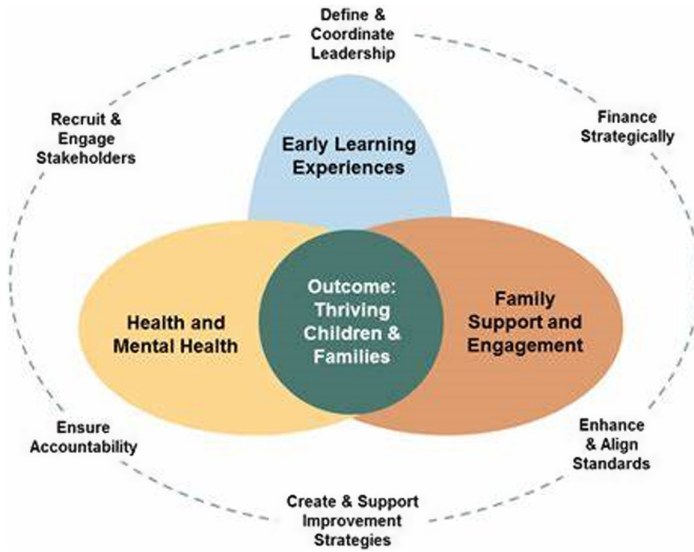 Define &
Coordinate
Leadership
Recruit &
Engage
Stakeholders
Finance
Strategically
Early Learning
Experiences
Outcome:
Thriving
Children &
Families
Health and
Mental Health
Family
Support and
Engagement
Ensure
Accountability
Enhance
& Align
Standards
Create & Support
Improvement
Strategies